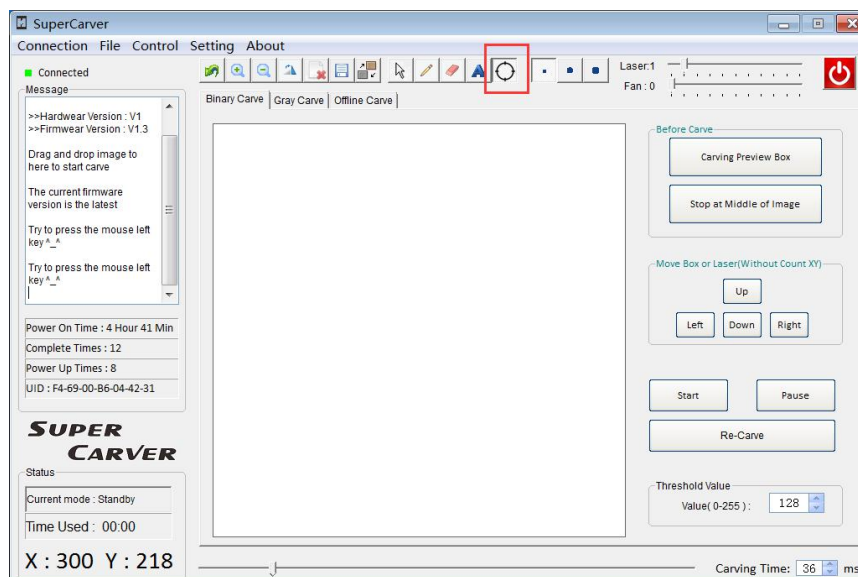 SuperCarver
Connection File Control Setting About
Connected
Message
>>Hardwear Version : V1
>>Firmwear Version : V1.3
Drag and drop image to
here to start carve
The current firmware
version is the latest
Try to press the mouse left
key ^_^
Try to press the mouse left
key ^_^
Power On Time : 4 Hour 41 Min
Complete Times : 12
Power Up Times : 8
UID : F4-69-00-B6-04-42-31
SUPER
CARVER
Status
Current mode : Standby
Time Used : 00:00
X : 300 Y : 218
A
Laser:1
Fan : 0
Binary Carve Gray Carve Offline Carve
Before Carve
Carving Preview Box
Stop at Middle of Image
Move Box or Laser(Without Count XY)
Up
Left Down Right
Start Pause
Re-Carve
Threshold Value
Value( 0-255 ) : 128
Carving Time: 36 ms